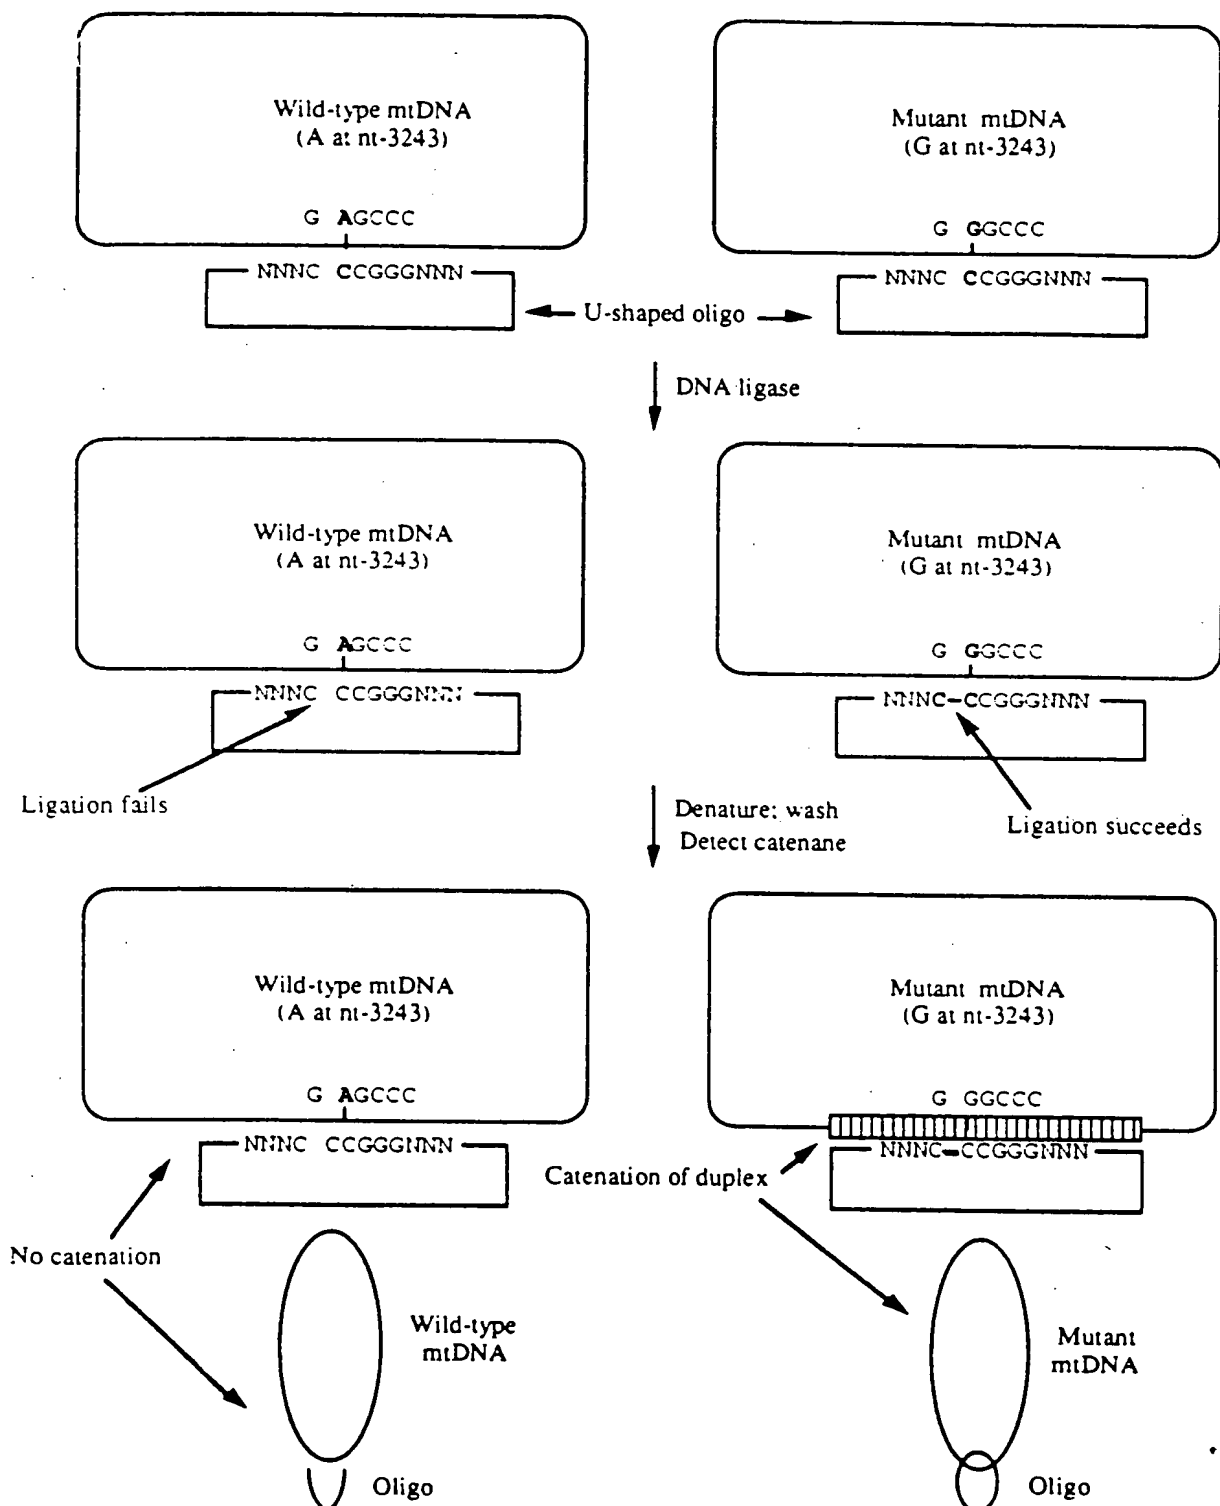 Wild-type mtDNA
(A at nt-3243)
Mutant mtDNA
(G at nt-3243)
G AGCCC
G GGCCC
NNNC CCGGGNNN
NNNC CCGGGNNN
U-shaped oligo
DNA ligase
Wild-type mtDNA
(A at nt-3243)
Mutant mtDNA
(G at nt-3243)
G AGCCC
G GGCCC
NNNC CCGGGNNN
NNNC-CCGGGNNN
Ligation fails
Denature; wash
Detect catenane
Ligation succeeds
Wild-type mtDNA
(A at nt-3243)
Mutant mtDNA
(G at nt-3243)
G AGCCC
G GGCCC
NNNC CCGGGNNN
NNNC-CCGGGNNN
Catenation of duplex
No catenation
Wild-type
mtDNA
Mutant
mtDNA
Oligo
Oligo